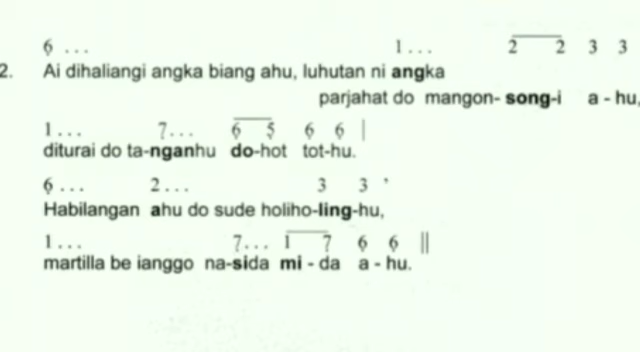 6̣ . . . 1 . . . 2 2 3 3
2. Ai dihaliangi angka biang ahu, luhutan ni angka
parjahat do mangon- song-i a - hu,
1 . . . 7̣ . . . 6̣ 5̣ 6̣ 6̣ |
diturai do ta-nganhu do-hot tot-hu.
6̣ . . . 2 . . . 3 3 '
Habilangan ahu do sude holiho-ling-hu,
1 . . . 7̣ . . . 1 7̣ 6̣ 6̣ ||
martilla be ianggo na-sida mi - da a - hu.